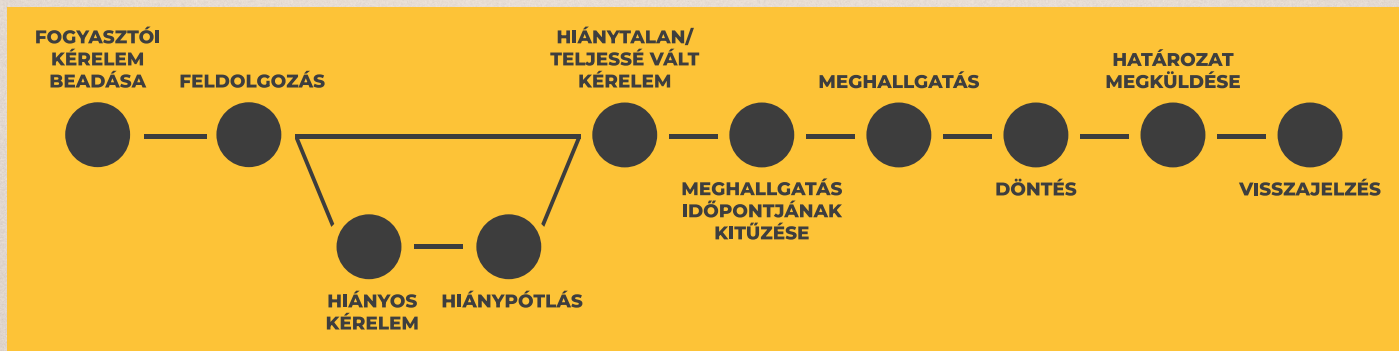 FOGYASZTÓI
KÉRELEM
BEADÁSA
FELDOLGOZÁS
HIÁNYOS
KÉRELEM
HIÁNYPÓTLÁS
HIÁNYTALAN/
TELJESSÉ VÁLT
KÉRELEM
MEGHALLGATÁS
IDŐPONTJÁNAK
KITŰZÉSE
MEGHALLGATÁS
DÖNTÉS
HATÁROZAT
MEGKÜLDÉSE
VISSZAJELZÉS